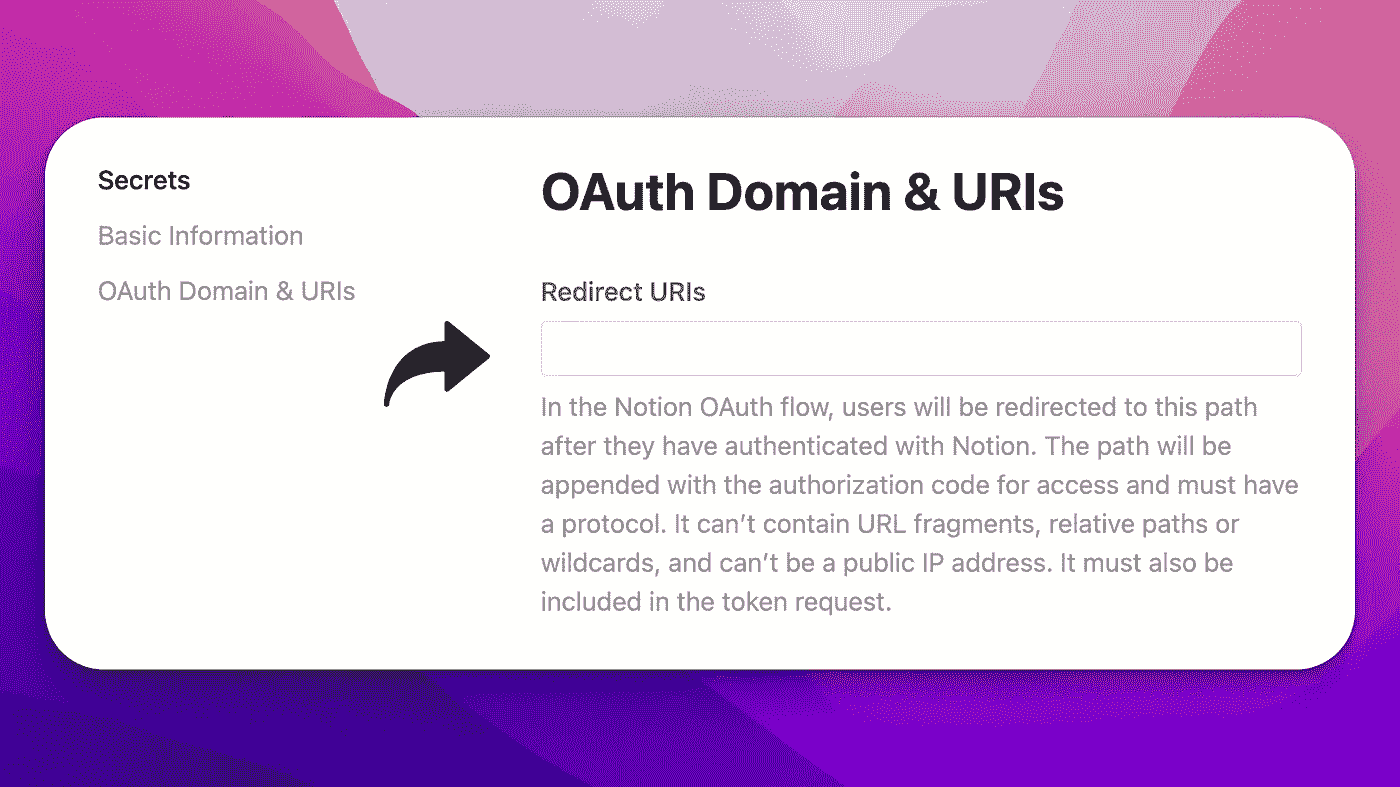 Secrets
Basic Information
OAuth Domain & URIs
OAuth Domain & URIs
Redirect URIs
In the Notion OAuth flow, users will be redirected to this path
after they have authenticated with Notion. The path will be
appended with the authorization code for access and must have
a protocol. It can’t contain URL fragments, relative paths or
wildcards, and can’t be a public IP address. It must also be
included in the token request.